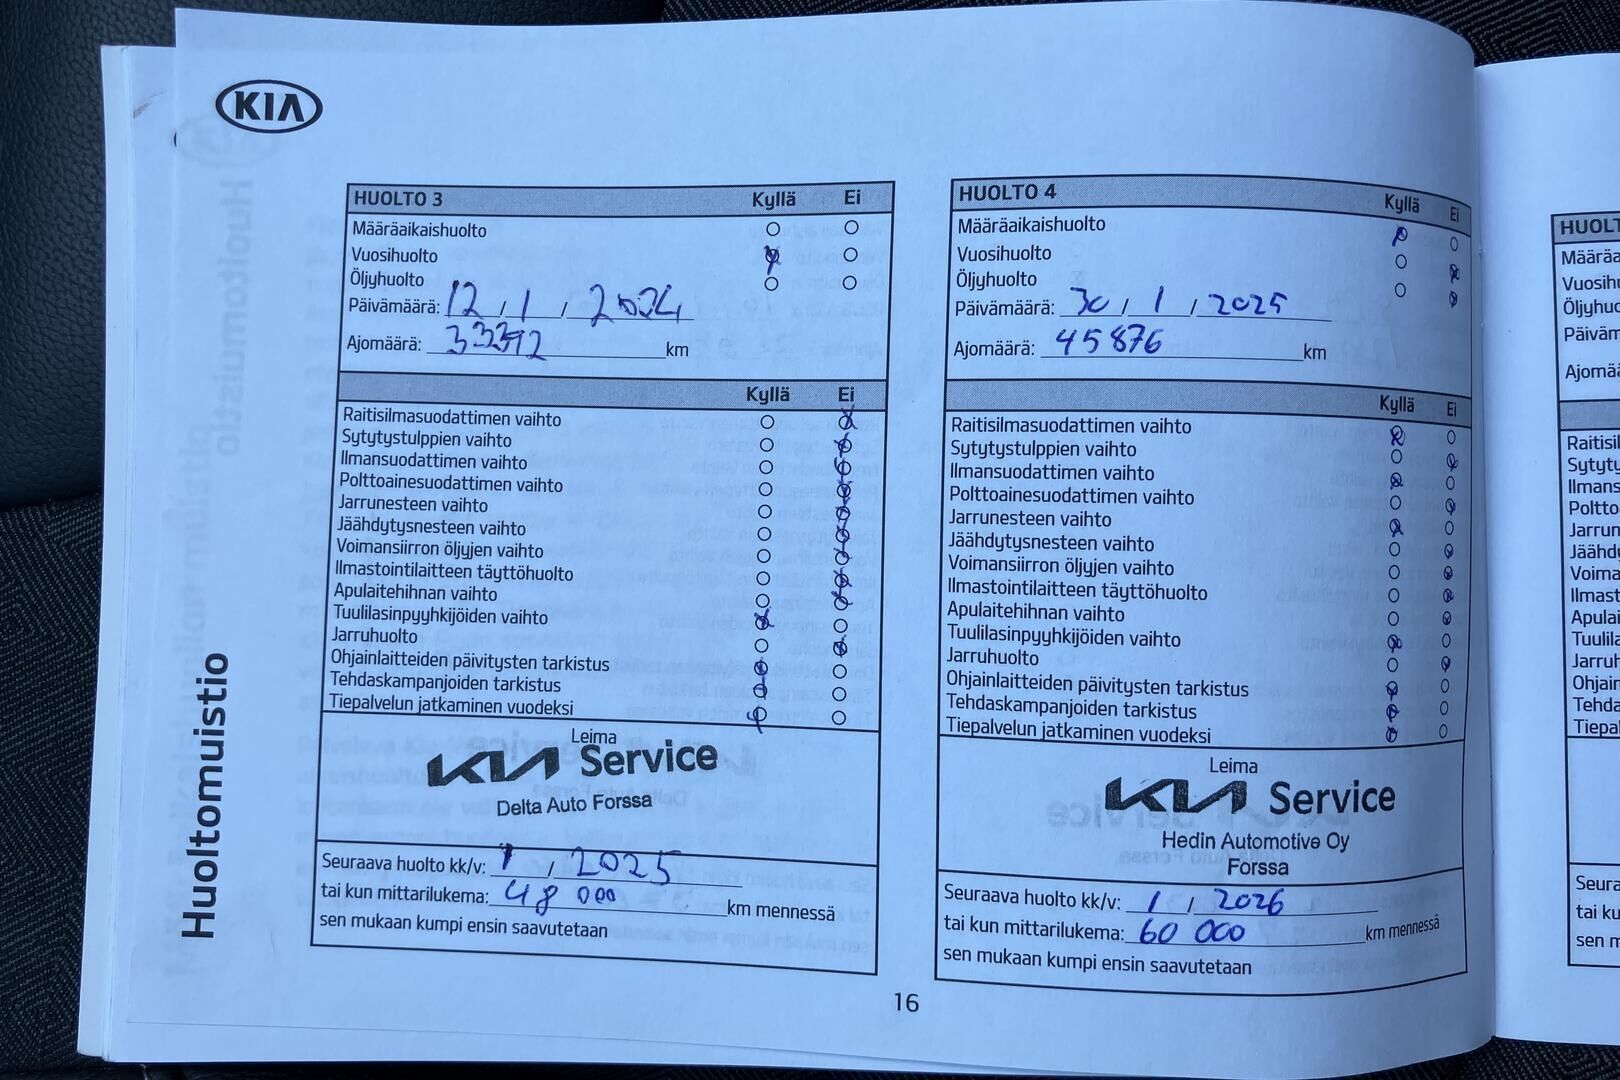 KIA
Huoltomuistio
HUOLTO 3 Kyllä Ei
Määräaikaishuolto
Vuosihuolto
Öljyhuolto
Päivämäärä: 12 / 1 / 2024
Ajomäärä: km
Kyllä Ei
Raitisilmasuodattimen vaihto
Sytytystulppien vaihto
Ilmansuodattimen vaihto
Polttoainesuodattimen vaihto
Jarrunesteen vaihto
Jäähdytysnesteen vaihto
Voimansiirron öljyjen vaihto
Ilmastointilaitteen täyttöhuolto
Apulaitehihnan vaihto
Tuulilasinpyyhkijöiden vaihto
Jarruhuolto
Ohjainlaitteiden päivitysten tarkistus
Tehdaskampanjoiden tarkistus
Tiepalvelun jatkaminen vuodeksi
Leima
KIA Service
Delta Auto Forssa
Seuraava huolto kk/v: 1 / 2025
tai kun mittarilukema: 48 000 km mennessä
sen mukaan kumpi ensin saavutetaan
HUOLTO 4 Kyllä Ei
Määräaikaishuolto
Vuosihuolto
Öljyhuolto
Päivämäärä: 30 / 1 / 2025
Ajomäärä: 45876 km
Kyllä Ei
Raitisilmasuodattimen vaihto
Sytytystulppien vaihto
Ilmansuodattimen vaihto
Polttoainesuodattimen vaihto
Jarrunesteen vaihto
Jäähdytysnesteen vaihto
Voimansiirron öljyjen vaihto
Ilmastointilaitteen täyttöhuolto
Apulaitehihnan vaihto
Tuulilasinpyyhkijöiden vaihto
Jarruhuolto
Ohjainlaitteiden päivitysten tarkistus
Tehdaskampanjoiden tarkistus
Tiepalvelun jatkaminen vuodeksi
Leima
KIA Service
Hedin Automotive Oy
Forssa
Seuraava huolto kk/v: 1 / 2026
tai kun mittarilukema: 60 000 km mennessä
sen mukaan kumpi ensin saavutetaan
16